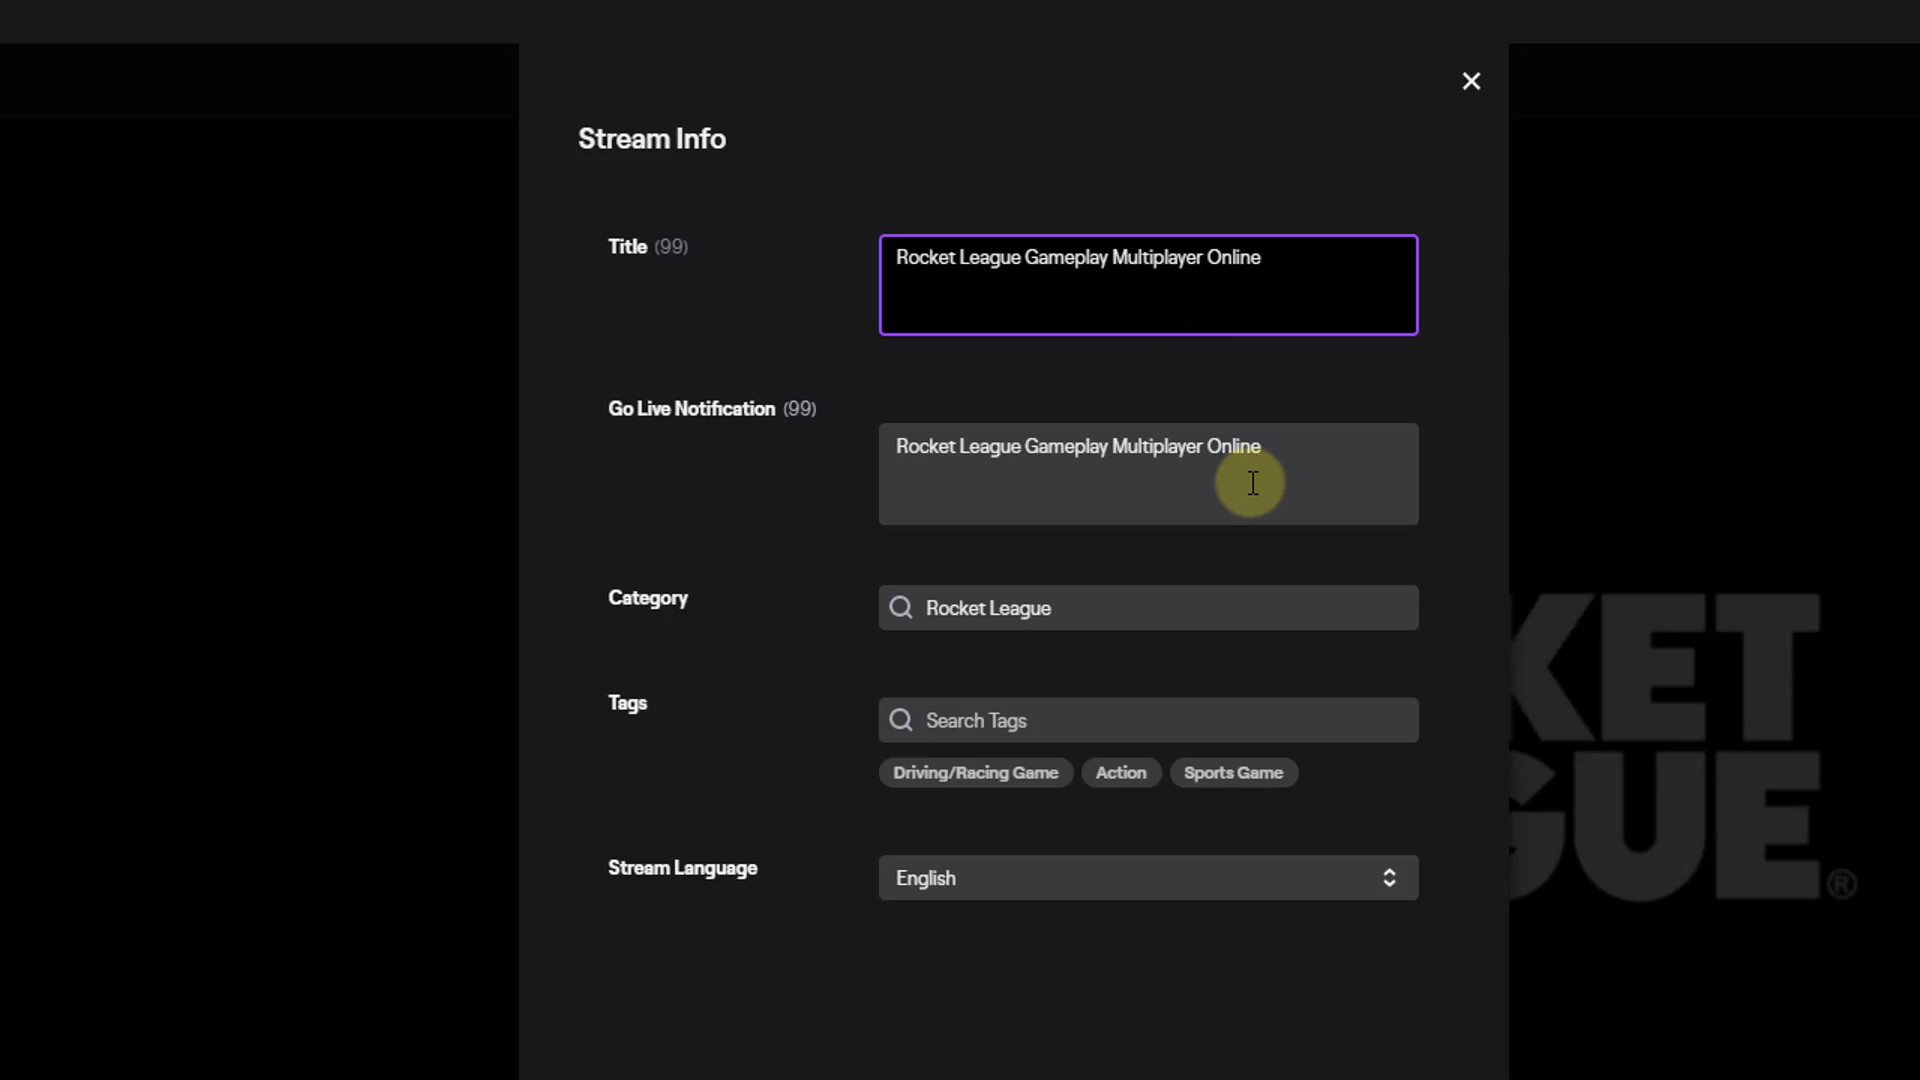 Stream Info
Title (99)
Rocket League Gameplay Multiplayer Online
Go Live Notification (99)
Rocket League Gameplay Multiplayer Online
Category
Rocket League
Tags
Search Tags
Driving/Racing Game Action Sports Game
Stream Language
English
KET
GUE®